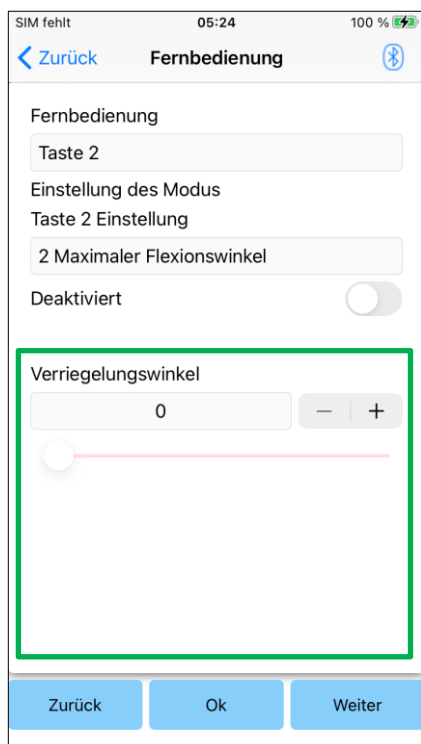 SIM fehlt 05:24 100 %
Zurück Fernbedienung
Fernbedienung
Taste 2
Einstellung des Modus
Taste 2 Einstellung
2 Maximaler Flexionswinkel
Deaktiviert
Verriegelungswinkel
0 − +
Zurück Ok Weiter